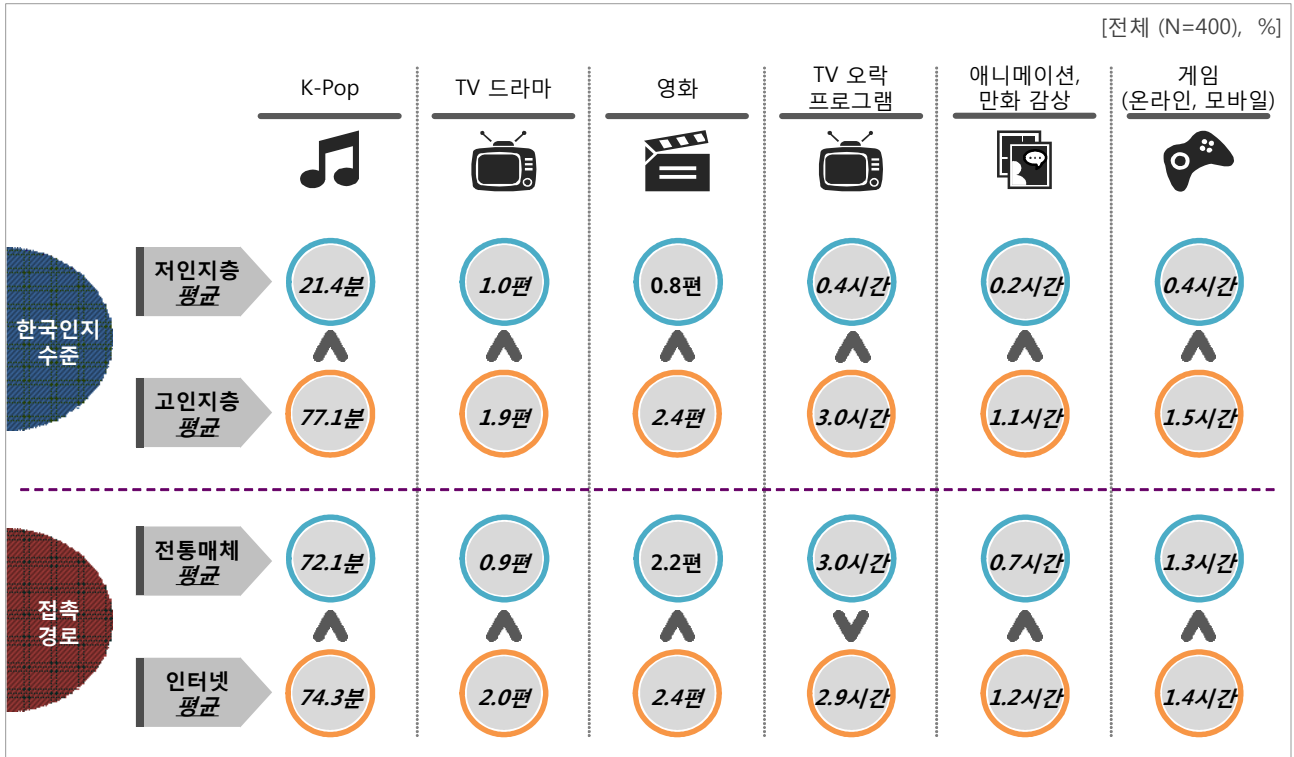 [전체 (N=400), %]
K-Pop
TV 드라마
영화
TV 오락
프로그램
애니메이션,
만화 감상
게임
(온라인, 모바일)
한국인지
수준
저인지층
평균
21.4분
1.0편
0.8편
0.4시간
0.2시간
0.4시간
고인지층
평균
77.1분
1.9편
2.4편
3.0시간
1.1시간
1.5시간
접촉
경로
전통매체
평균
72.1분
0.9편
2.2편
3.0시간
0.7시간
1.3시간
인터넷
평균
74.3분
2.0편
2.4편
2.9시간
1.2시간
1.4시간